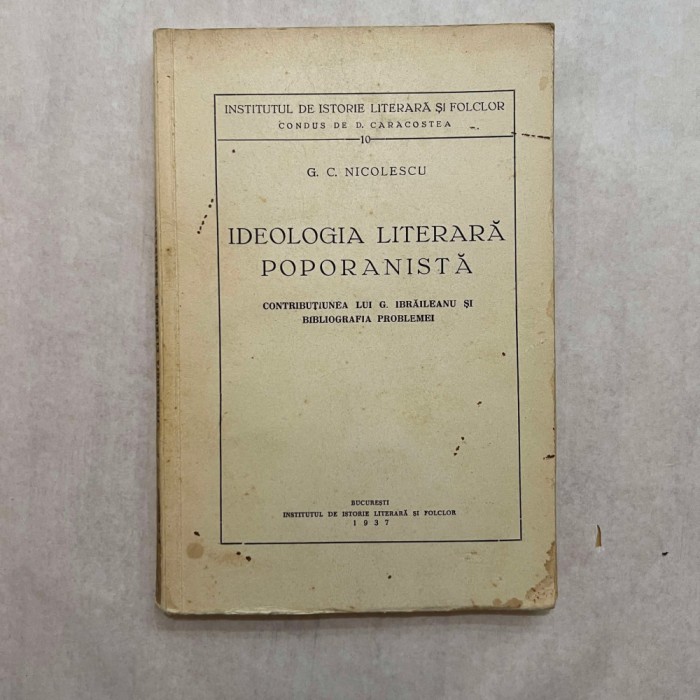 INSTITUTUL DE ISTORIE LITERARĂ ȘI FOLCLOR
CONDUS DE D. CARACOSTEA
10
G. C. NICOLESCU
IDEOLOGIA LITERARĂ
POPORANISTĂ
CONTRIBUȚIUNEA LUI G. IBRĂILEANU ȘI
BIBLIOGRAFIA PROBLEMEI
BUCUREȘTI
INSTITUTUL DE ISTORIE LITERARĂ ȘI FOLCLOR
1937